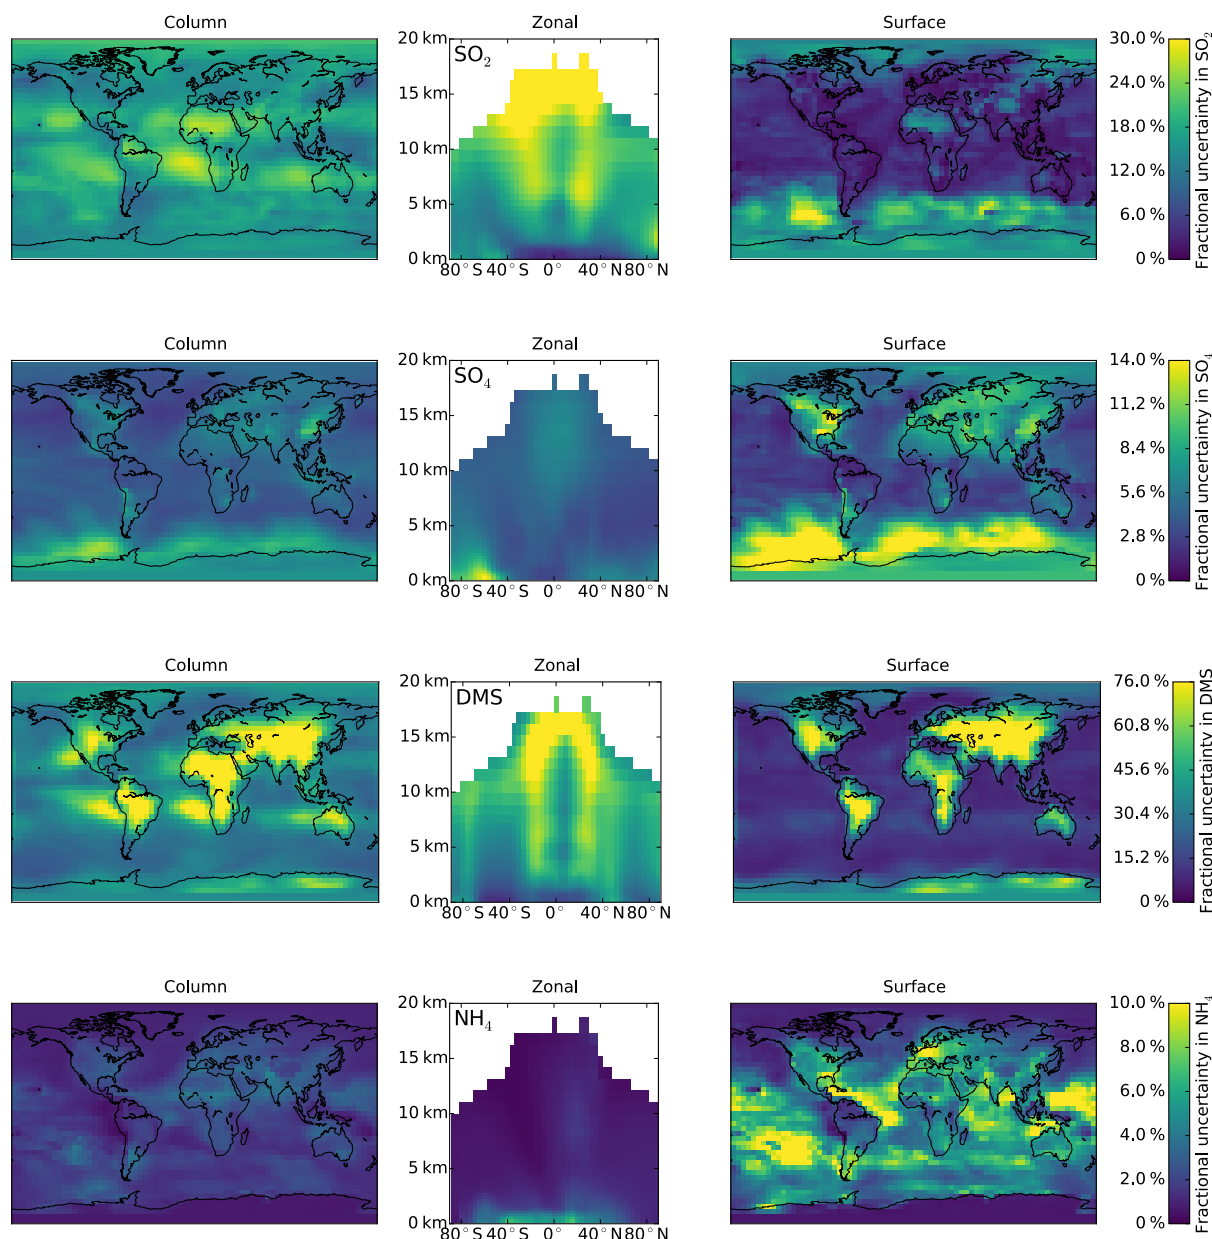 Column Zonal Surface
20 km SO₂ 30.0 %
15 km 24.0 %
18.0 %
10 km
12.0 %
5 km 6.0 %
0 km 0 %
80°S 40°S 0° 40°N 80°N
Fractional uncertainty in SO₂
Column Zonal Surface
20 km SO₄ 14.0 %
15 km 11.2 %
8.4 %
10 km
5.6 %
5 km 2.8 %
0 km 0 %
80°S 40°S 0° 40°N 80°N
Fractional uncertainty in SO₄
Column Zonal Surface
20 km DMS 76.0 %
15 km 60.8 %
45.6 %
10 km
30.4 %
5 km 15.2 %
0 km 0 %
80°S 40°S 0° 40°N 80°N
Fractional uncertainty in DMS
Column Zonal Surface
20 km NH₄ 10.0 %
15 km 8.0 %
6.0 %
10 km
4.0 %
5 km 2.0 %
0 km 0 %
80°S 40°S 0° 40°N 80°N
Fractional uncertainty in NH₄